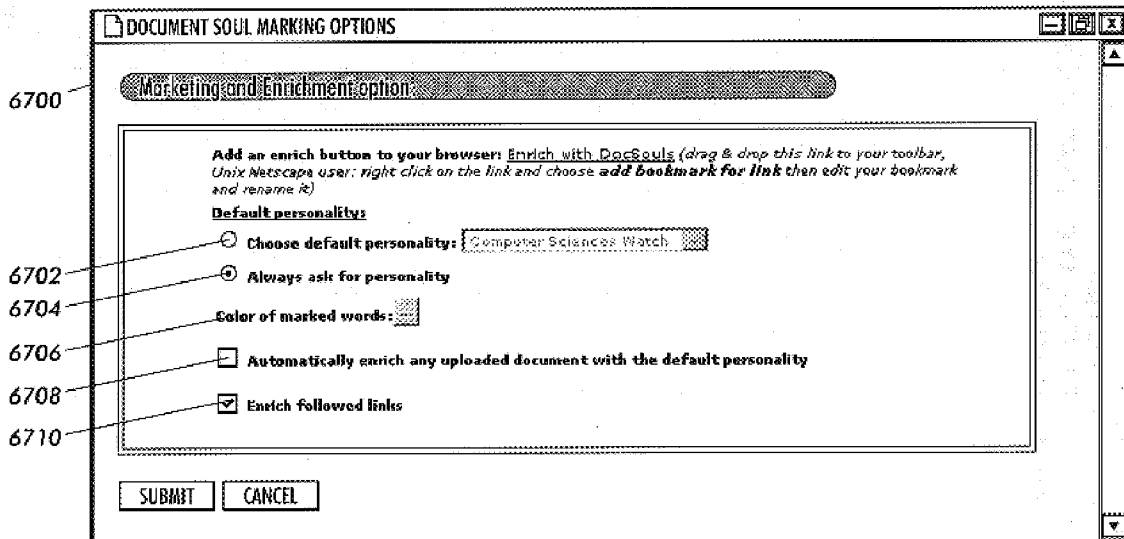 DOCUMENT SOUL MARKING OPTIONS
6700
Marketing and Enrichment option
Add an enrich button to your browser: Enrich with DocSouls (drag & drop this link to your toolbar,
Unix Netscape user: right click on the link and choose add bookmark for link then edit your bookmark
and rename it)
Default personality:
Choose default personality: Computer Sciences Watch
6702
Always ask for personality
6704
Color of marked words:
6706
Automatically enrich any uploaded document with the default personality
6708
Enrich followed links
6710
SUBMIT CANCEL